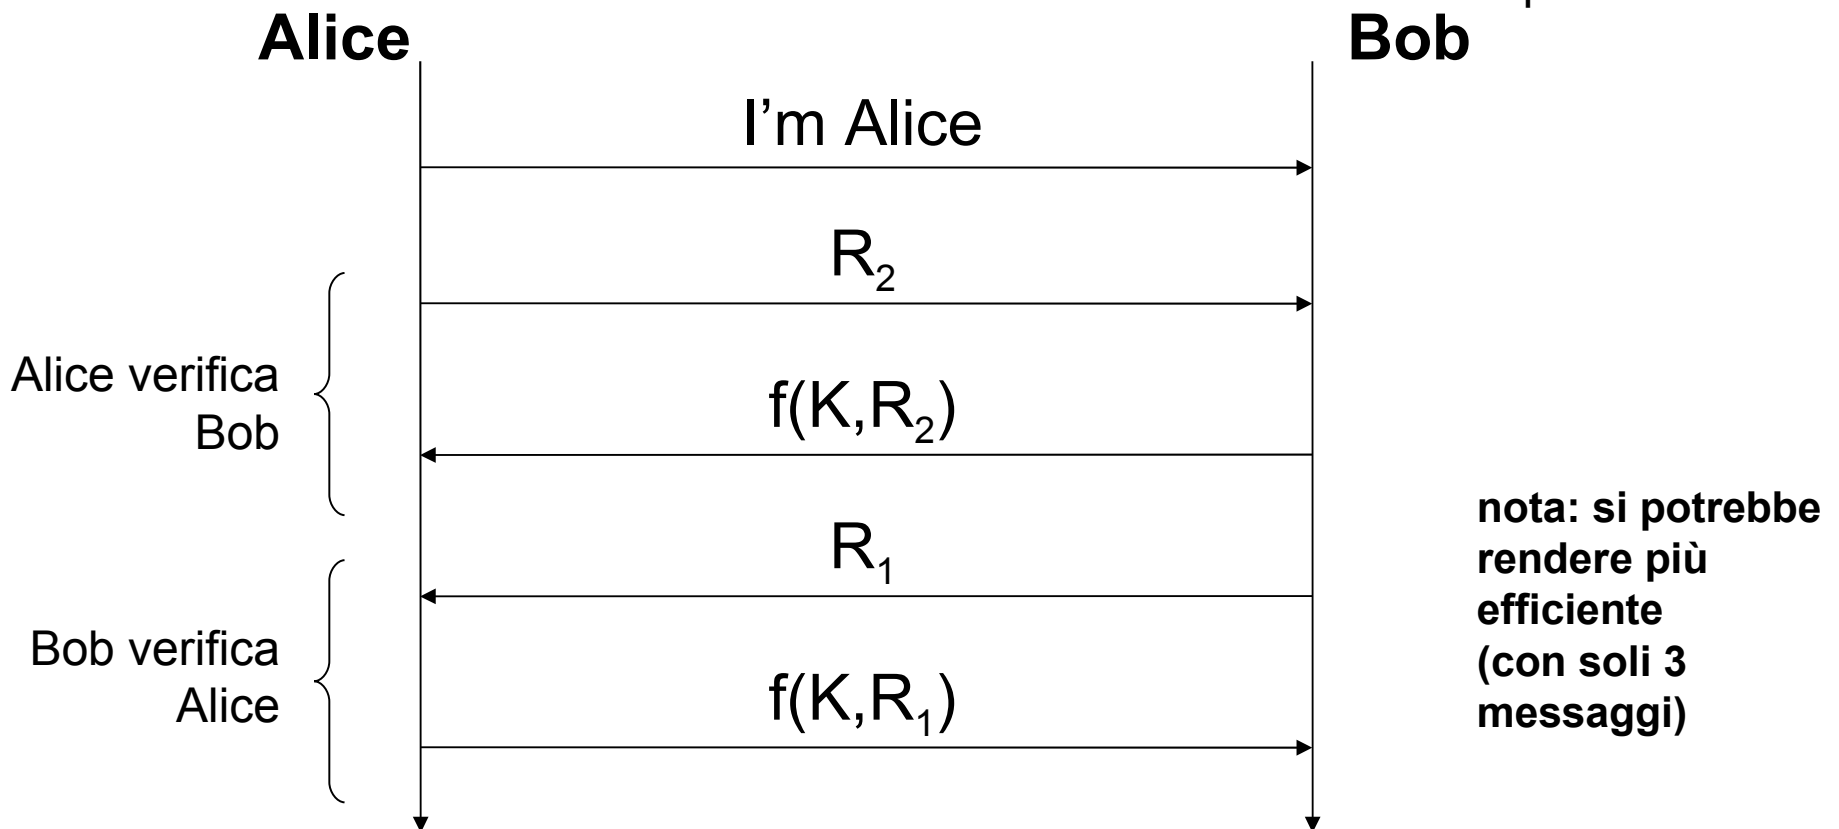 Alice
Bob
I’m Alice
R₂
Alice verifica
Bob
f(K,R₂)
R₁
Bob verifica
Alice
f(K,R₁)
nota: si potrebbe
rendere più
efficiente
(con soli 3
messaggi)